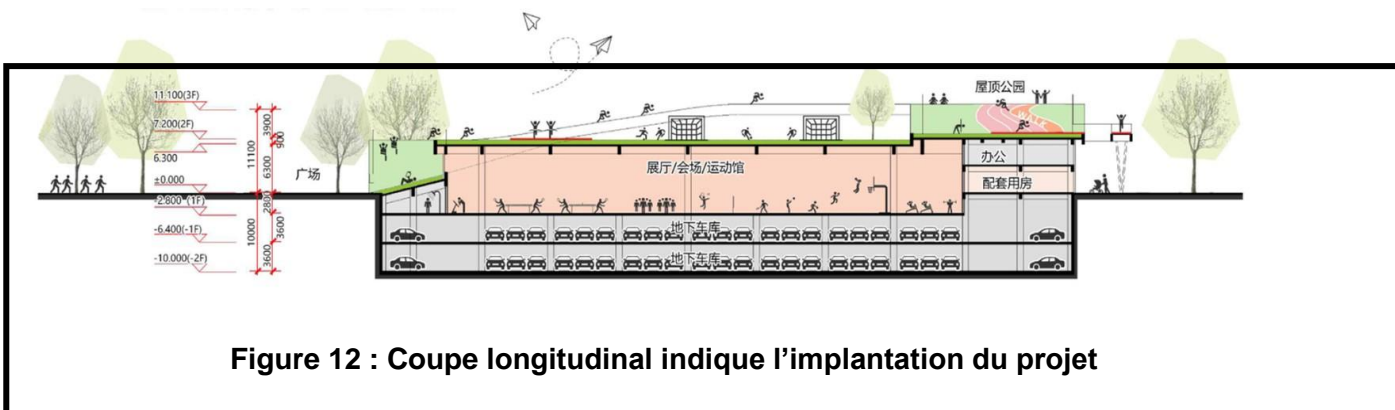 屋顶公园
11.100(3F)
3900
7.200(2F)
900
6.300
11100
6300
广场
±0.000
展厅/会场/运动馆
办公
配套用房
-2.800 (1F)
2800
地下车库
-6.400(-1F)
10000
3600
地下车库
-10.000(-2F)
3600
Figure 12 : Coupe longitudinal indique l’implantation du projet